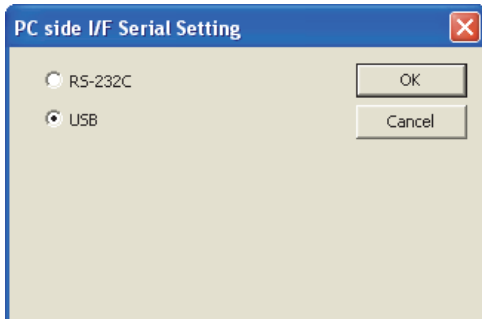 PC side I/F Serial Setting
RS-232C
OK
USB
Cancel